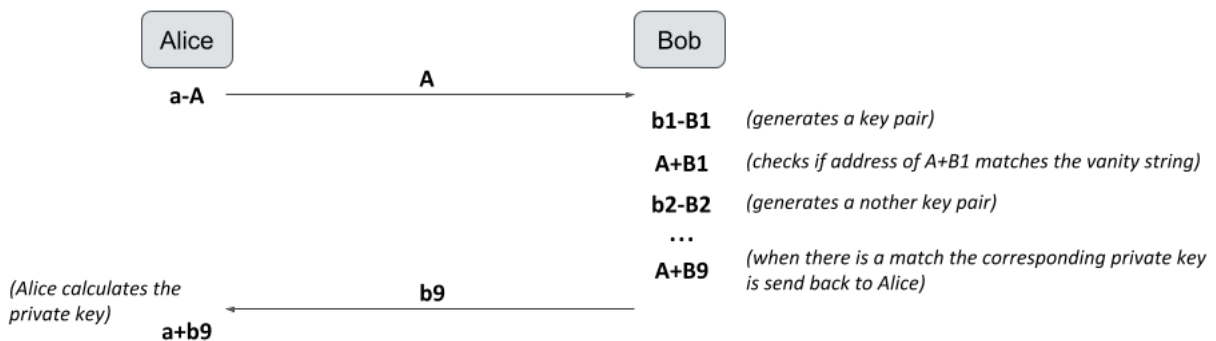 Alice
Bob
A
a-A
b1-B1 (generates a key pair)
A+B1 (checks if address of A+B1 matches the vanity string)
b2-B2 (generates a nother key pair)
...
A+B9 (when there is a match the corresponding private key
is send back to Alice)
(Alice calculates the
private key)
b9
a+b9